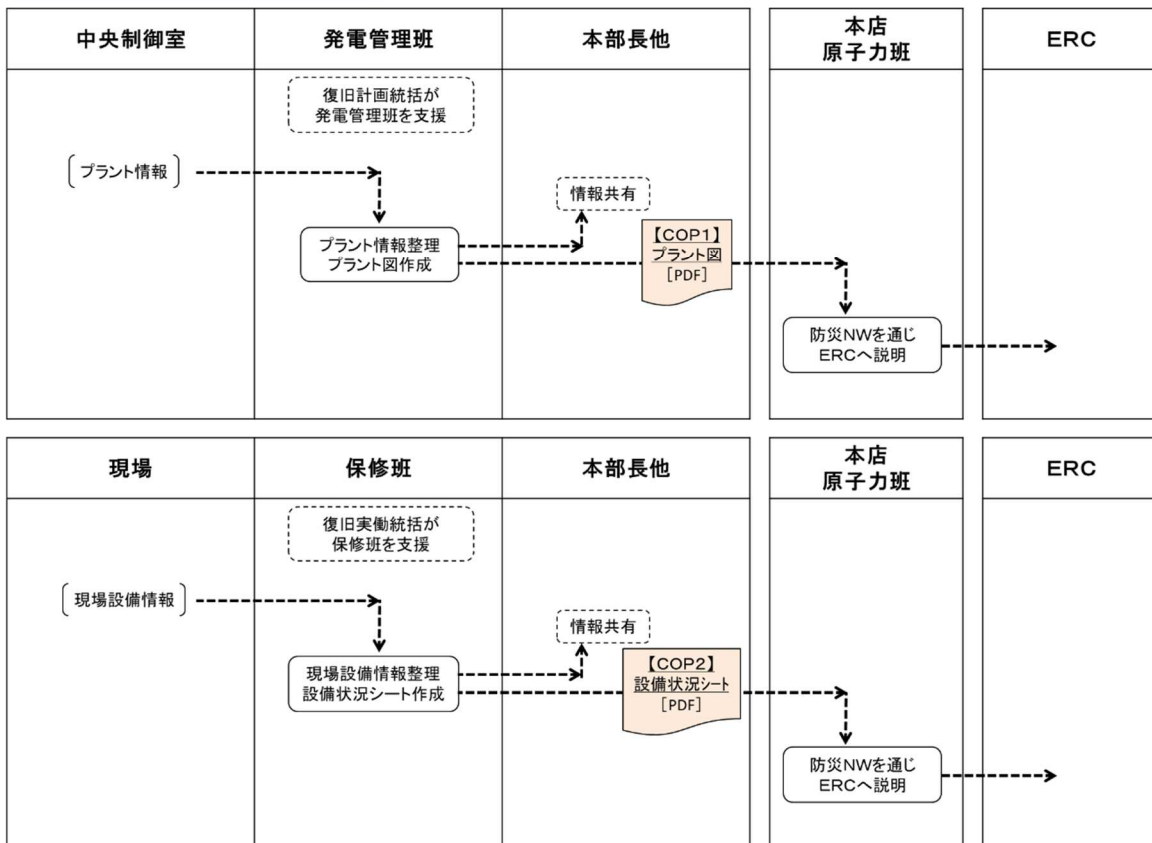 中央制御室
発電管理班
本部長他
本店
原子力班
ERC
復旧計画統括が
発電管理班を支援
プラント情報
情報共有
プラント情報整理
プラント図作成
【COP1】
プラント図
[PDF]
防災NWを通じ
ERCへ説明
現場
保修班
本部長他
本店
原子力班
ERC
復旧実働統括が
保修班を支援
現場設備情報
情報共有
現場設備情報整理
設備状況シート作成
【COP2】
設備状況シート
[PDF]
防災NWを通じ
ERCへ説明